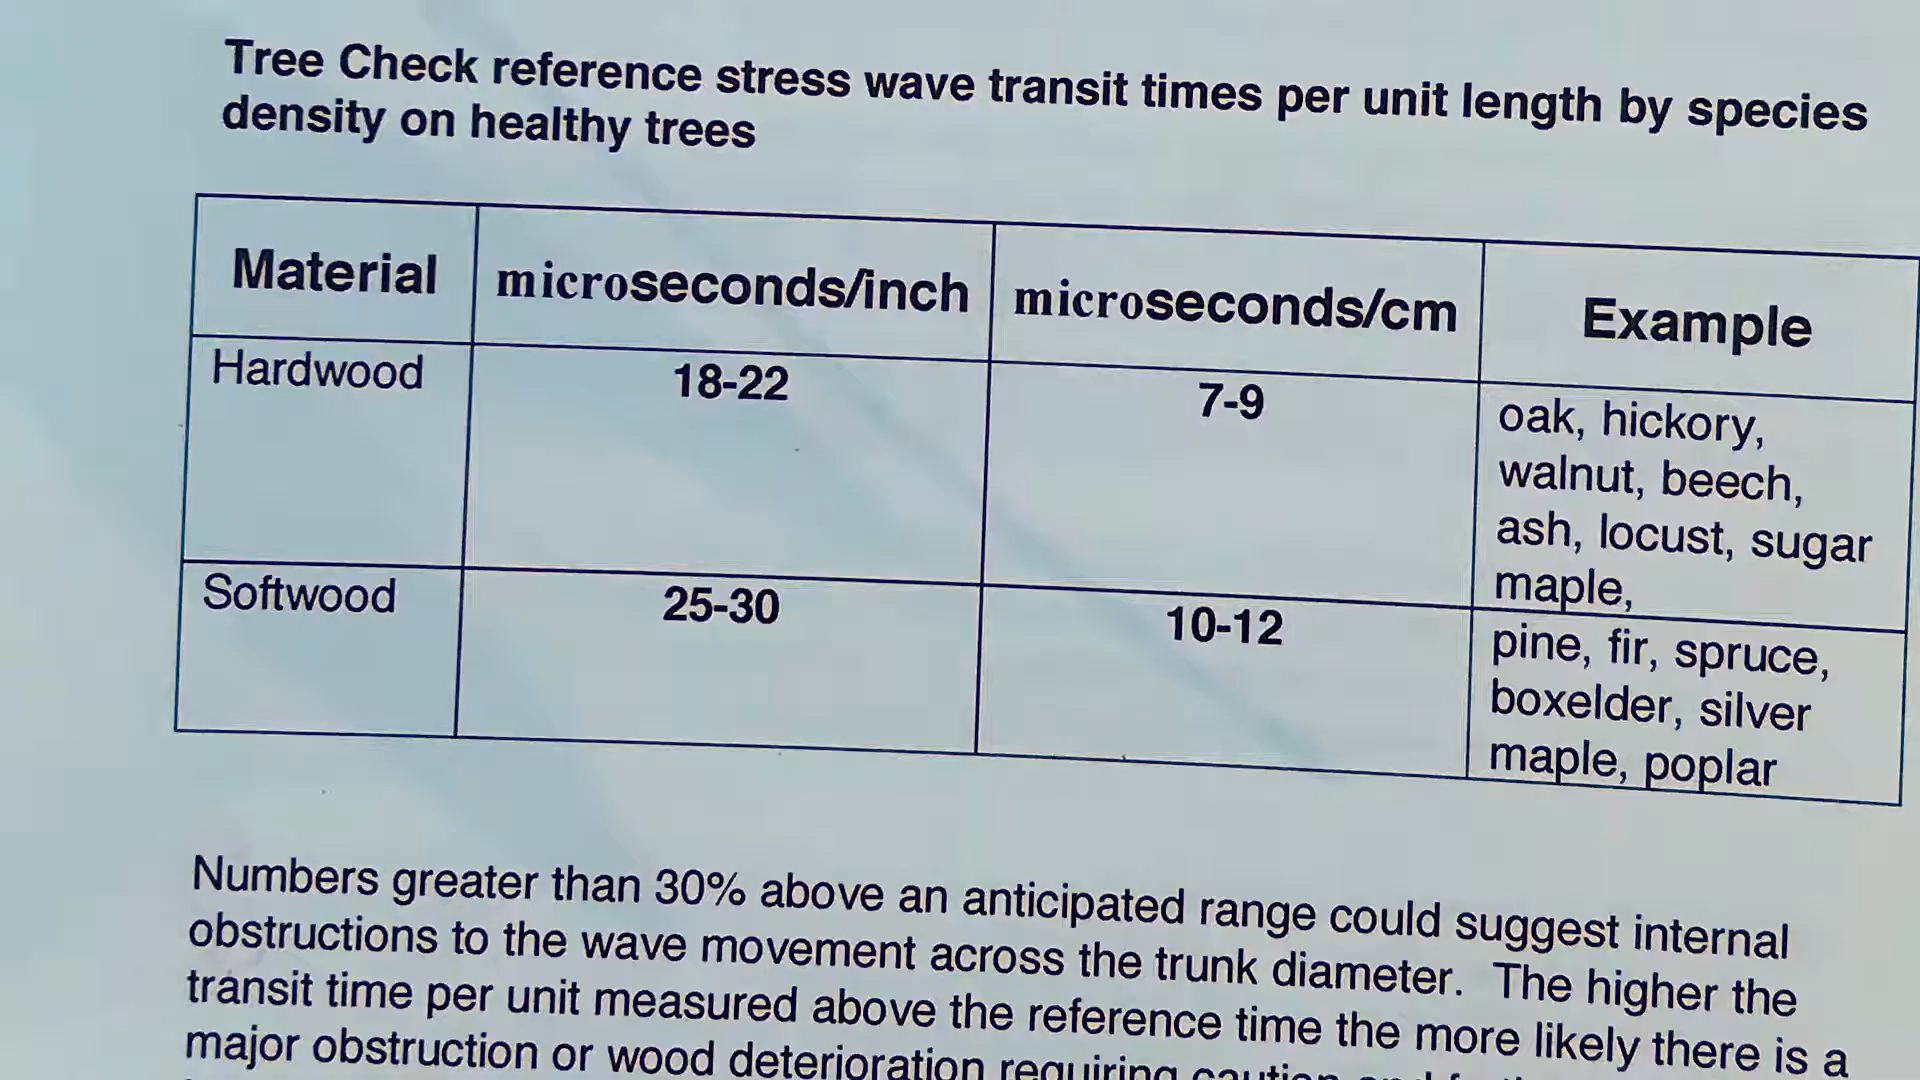 Tree Check reference stress wave transit times per unit length by species
density on healthy trees
Material microseconds/inch microseconds/cm Example
Hardwood 18-22 7-9 oak, hickory,
walnut, beech,
ash, locust, sugar
maple,
Softwood 25-30 10-12 pine, fir, spruce,
boxelder, silver
maple, poplar
Numbers greater than 30% above an anticipated range could suggest internal
obstructions to the wave movement across the trunk diameter. The higher the
transit time per unit measured above the reference time the more likely there is a
major obstruction or wood deterioration requiring caution and